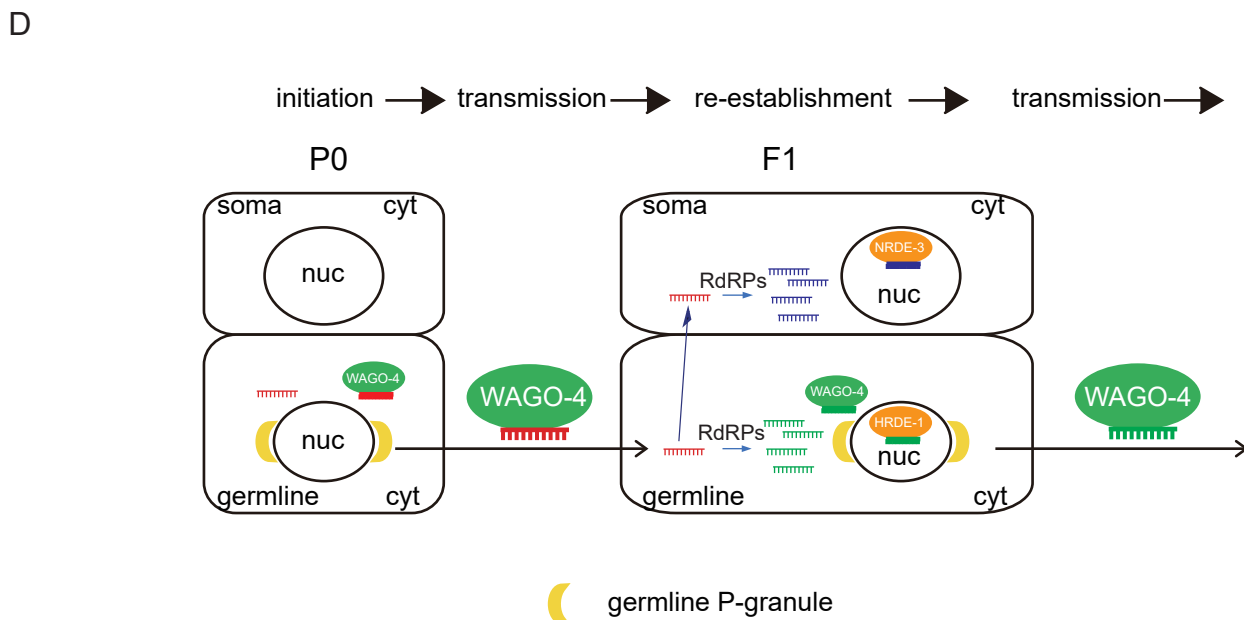 D
initiation transmission re-establishment transmission
P0 F1
soma cyt soma cyt
NRDE-3
RdRPs
nuc nuc
WAGO-4 WAGO-4 WAGO-4 WAGO-4
HRDE-1
RdRPs
nuc nuc
germline cyt germline cyt
germline P-granule